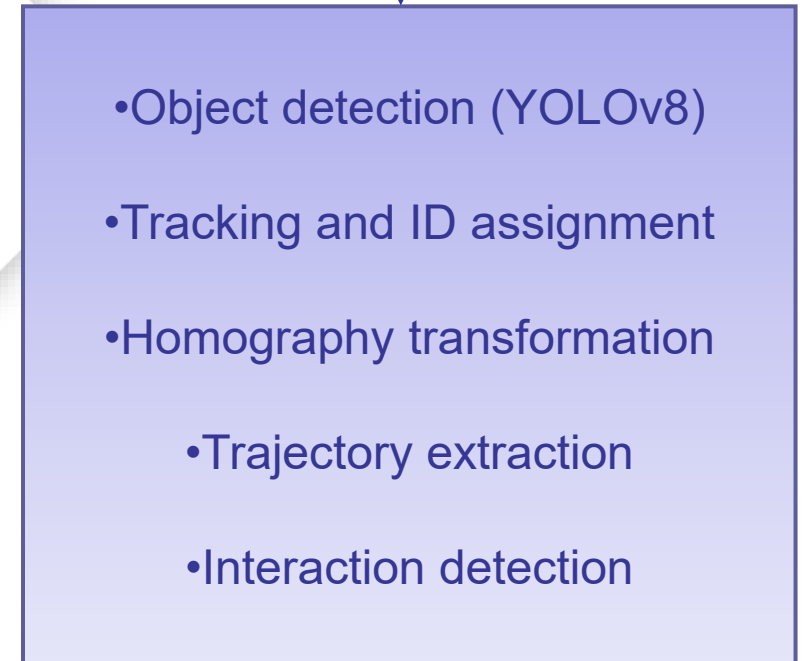 •Object detection (YOLOv8)
•Tracking and ID assignment
•Homography transformation
•Trajectory extraction
•Interaction detection